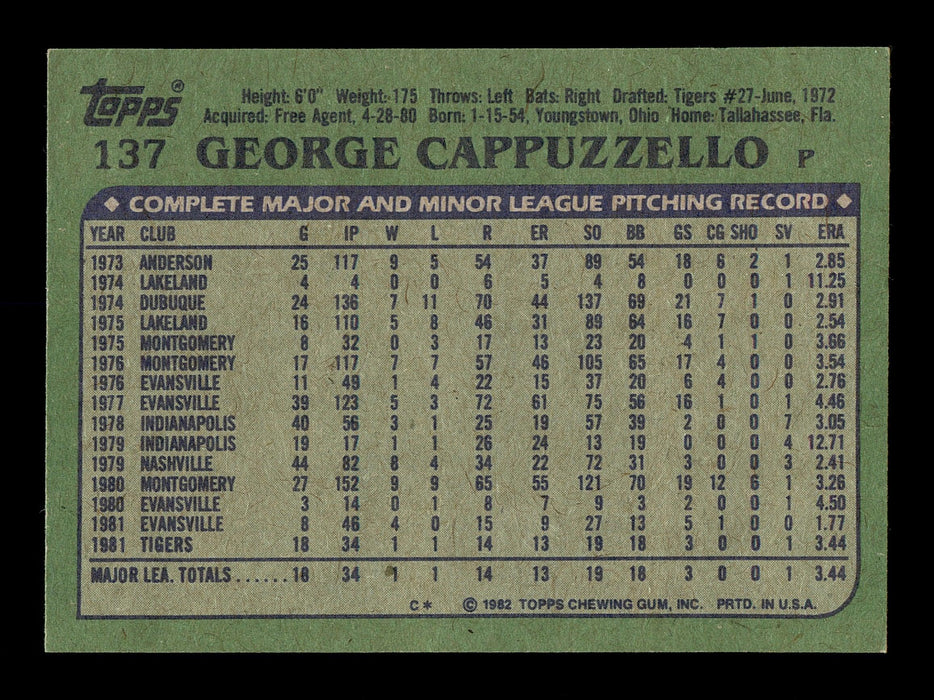 Topps® Height: 6'0" Weight: 175 Throws: Left Bats: Right Drafted: Tigers #27-June, 1972
Acquired: Free Agent, 4-28-80 Born: 1-15-54, Youngstown, Ohio Home: Tallahassee, Fla.
137 GEORGE CAPPUZZELLO P
◆ COMPLETE MAJOR AND MINOR LEAGUE PITCHING RECORD ◆
YEAR CLUB G IP W L R ER SO BB GS CG SHO SV ERA
1973 ANDERSON 25 117 9 5 54 37 89 54 18 6 2 1 2.85
1974 LAKELAND 4 4 0 0 6 5 4 8 0 0 0 1 11.25
1974 DUBUQUE 24 136 7 11 70 44 137 69 21 7 1 0 2.91
1975 LAKELAND 16 110 5 8 46 31 89 64 16 7 0 0 2.54
1975 MONTGOMERY 8 32 0 3 17 13 23 20 4 1 1 0 3.66
1976 MONTGOMERY 17 117 7 7 57 46 105 65 17 4 0 0 3.54
1976 EVANSVILLE 11 49 1 4 22 15 37 20 6 4 0 0 2.76
1977 EVANSVILLE 39 123 5 3 72 61 75 56 16 1 0 1 4.46
1978 INDIANAPOLIS 40 56 3 1 25 19 57 39 2 0 0 7 3.05
1979 INDIANAPOLIS 19 17 1 1 26 24 13 19 0 0 0 4 12.71
1979 NASHVILLE 44 82 8 4 34 22 72 31 3 0 0 3 2.41
1980 MONTGOMERY 27 152 9 9 65 55 121 70 19 12 6 1 3.26
1980 EVANSVILLE 3 14 0 1 8 7 9 3 2 0 0 1 4.50
1981 EVANSVILLE 8 46 4 0 15 9 27 13 5 1 0 0 1.77
1981 TIGERS 18 34 1 1 14 13 19 18 3 0 0 1 3.44
MAJOR LEA. TOTALS......18 34 1 1 14 13 19 18 3 0 0 1 3.44
C* © 1982 TOPPS CHEWING GUM, INC. PRTD. IN U.S.A.